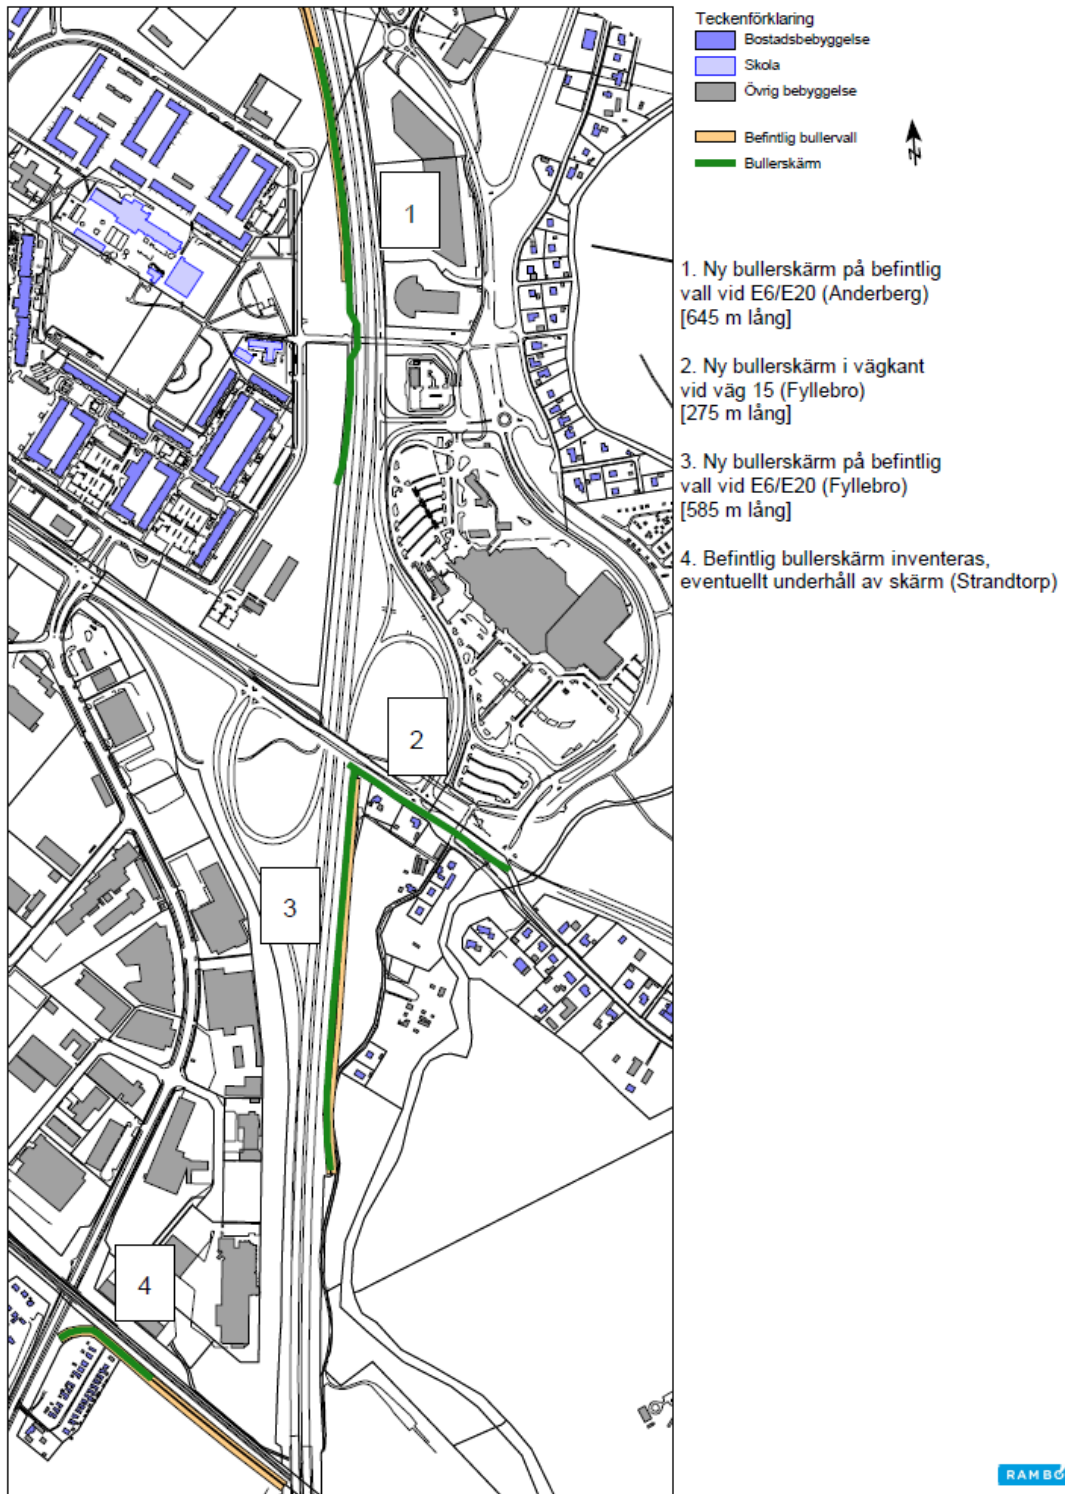 Teckenförklaring
Bostadsbebyggelse
Skola
Övrig bebyggelse
Befintlig bullervall
Bullerskärm
N
1. Ny bullerskärm på befintlig
vall vid E6/E20 (Anderberg)
[645 m lång]
2. Ny bullerskärm i vägkant
vid väg 15 (Fyllebro)
[275 m lång]
3. Ny bullerskärm på befintlig
vall vid E6/E20 (Fyllebro)
[585 m lång]
4. Befintlig bullerskärm inventeras,
eventuellt underhåll av skärm (Strandtorp)
1
2
3
4
RAMBO